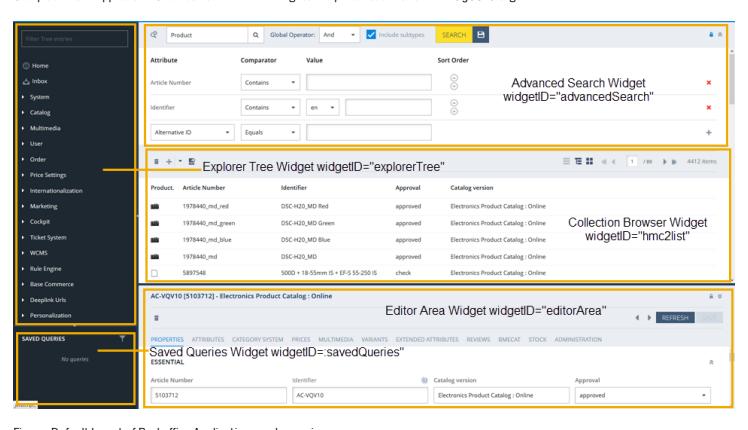 Filter Tree entries
Home
Inbox
System
Catalog
Multimedia
User
Order
Price Settings
Internationalization
Marketing
Cockpit
Ticket System
WCMS
Rule Engine
Base Commerce
Deeplink Urls
Personalization
SAVED QUERIES
No queries
Product
Global Operator: And
Include subtypes
SEARCH
Attribute Comparator Value Sort Order
Article Number Contains
Identifier Contains en
Alternative ID Equals
Advanced Search Widget
widgetID="advancedSearch"
Explorer Tree Widget widgetID="explorerTree"
1 / 89 4412 items
Product. Article Number Identifier Approval Catalog version
1978440_md_red DSC-H20_MD Red approved Electronics Product Catalog : Online
1978440_md_green DSC-H20_MD Green approved Electronics Product Catalog : Online
1978440_md_blue DSC-H20_MD Blue approved Electronics Product Catalog : Online
1978440_md DSC-H20_MD approved Electronics Product Catalog : Online
5897548 500D + 18-55mm IS + EF-S 55-250 IS check Electronics Product Catalog : Online
Collection Browser Widget
widgetID="hmc2list"
AC-VQV10 [5103712] - Electronics Product Catalog : Online
Editor Area Widget widgetID="editorArea"
REFRESH SAVE
PROPERTIES ATTRIBUTES CATEGORY SYSTEM PRICES MULTIMEDIA VARIANTS EXTENDED ATTRIBUTES REVIEWS BMECAT STOCK ADMINISTRATION
Saved Queries Widget widgetID=:savedQueries"
ESSENTIAL
Article Number Identifier Catalog version Approval
5103712 AC-VQV10 Electronics Product Catalog : Online approved